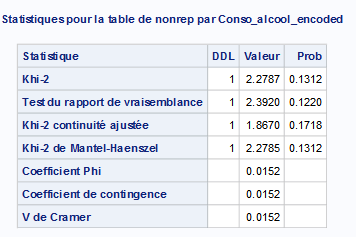 Statistiques pour la table de nonrep par Conso_alcool_encoded
Statistique DDL Valeur Prob
Khi-2 1 2.2787 0.1312
Test du rapport de vraisemblance 1 2.3920 0.1220
Khi-2 continuité ajustée 1 1.8670 0.1718
Khi-2 de Mantel-Haenszel 1 2.2785 0.1312
Coefficient Phi 0.0152
Coefficient de contingence 0.0152
V de Cramer 0.0152